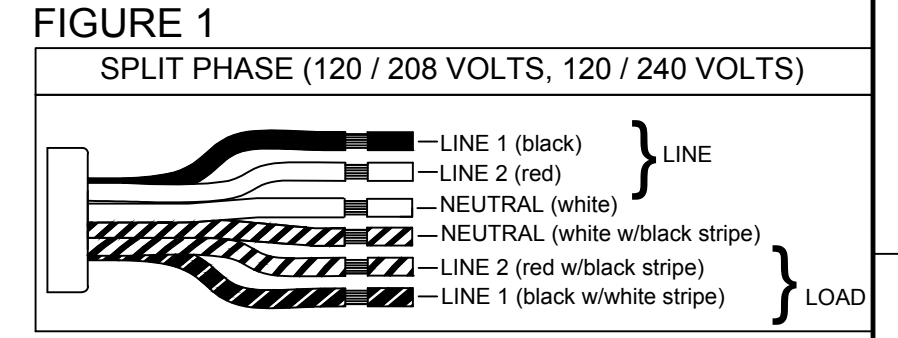 FIGURE 1
SPLIT PHASE (120 / 208 VOLTS, 120 / 240 VOLTS)
LINE 1 (black)
LINE 2 (red)
LINE
NEUTRAL (white)
NEUTRAL (white w/black stripe)
LINE 2 (red w/black stripe)
LINE 1 (black w/white stripe)
LOAD